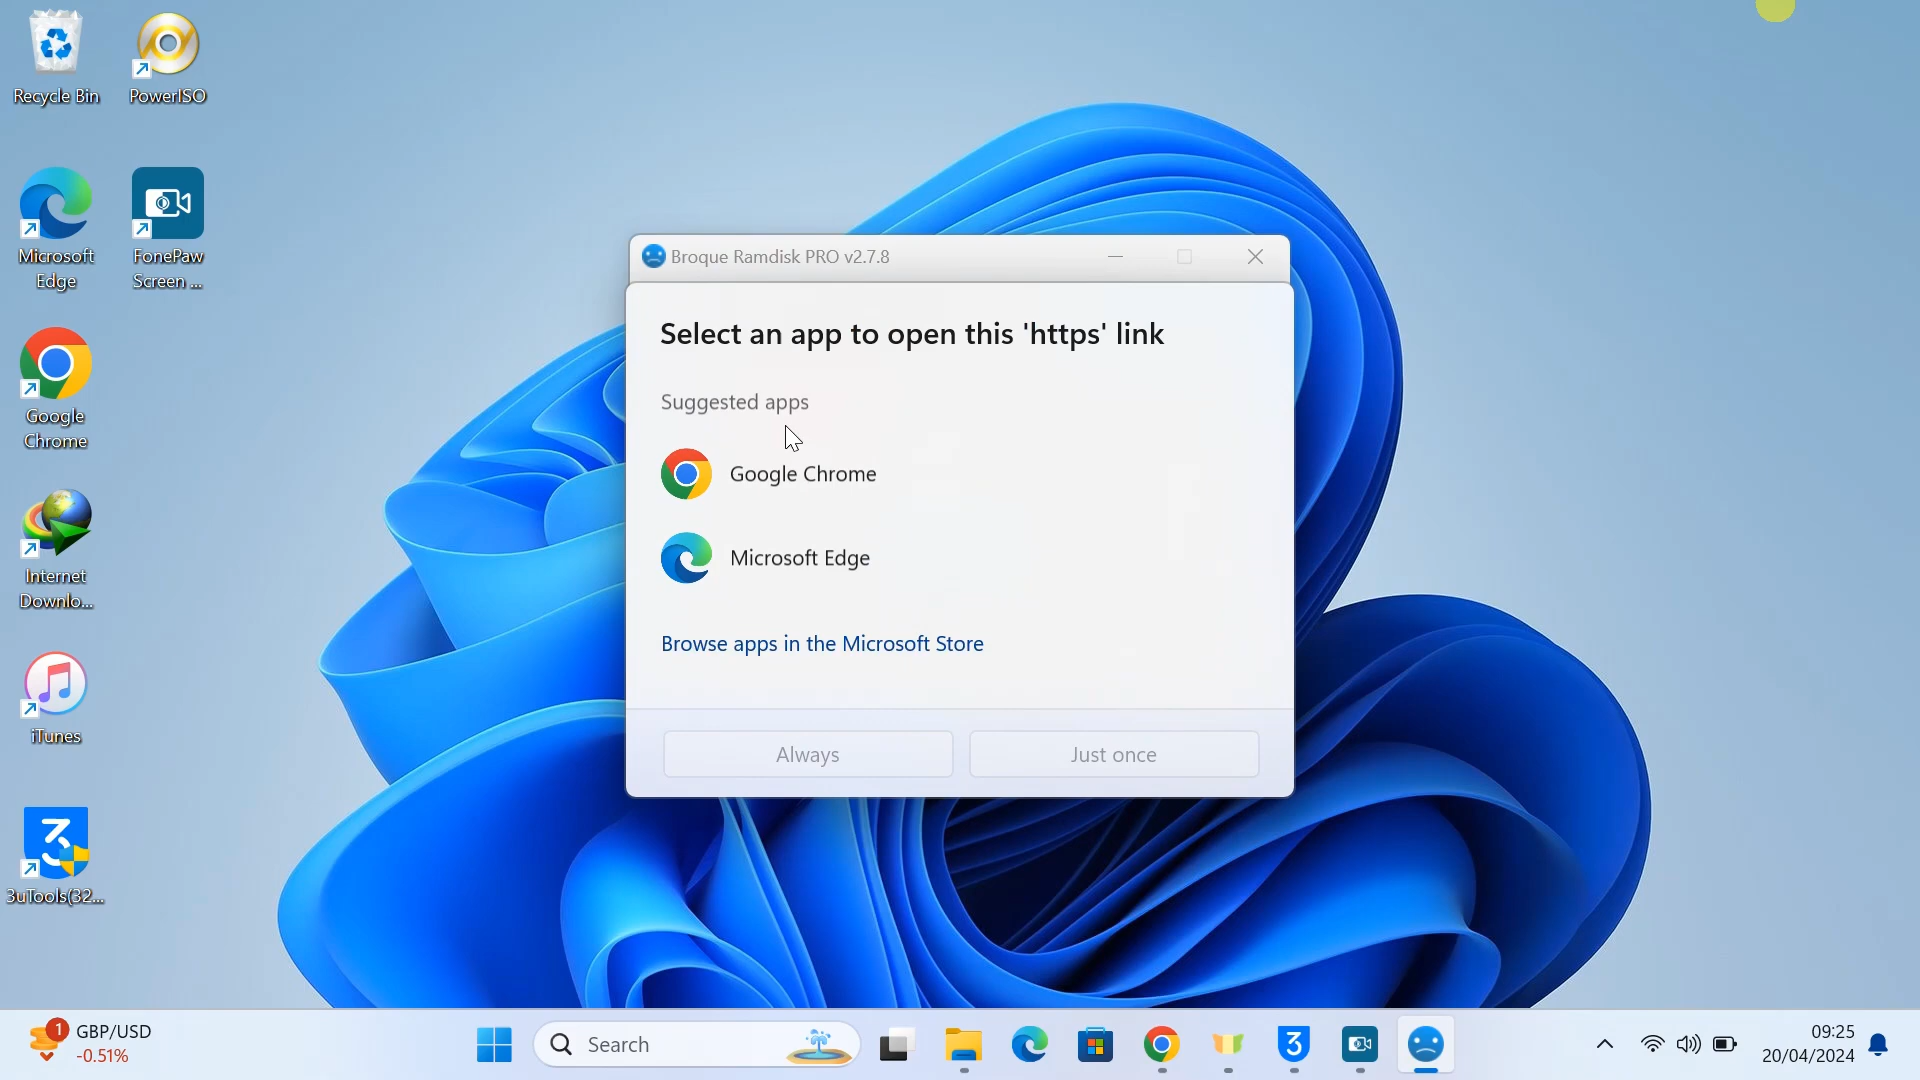 Recycle Bin
PowerISO
Microsoft
Edge
FonePaw
Screen ...
Google
Chrome
Internet
Downlo...
iTunes
3uTools(32...
Broque Ramdisk PRO v2.7.8
Select an app to open this 'https' link
Suggested apps
Google Chrome
Microsoft Edge
Browse apps in the Microsoft Store
Always
Just once
1
GBP/USD
-0.51%
Search
09:25
20/04/2024